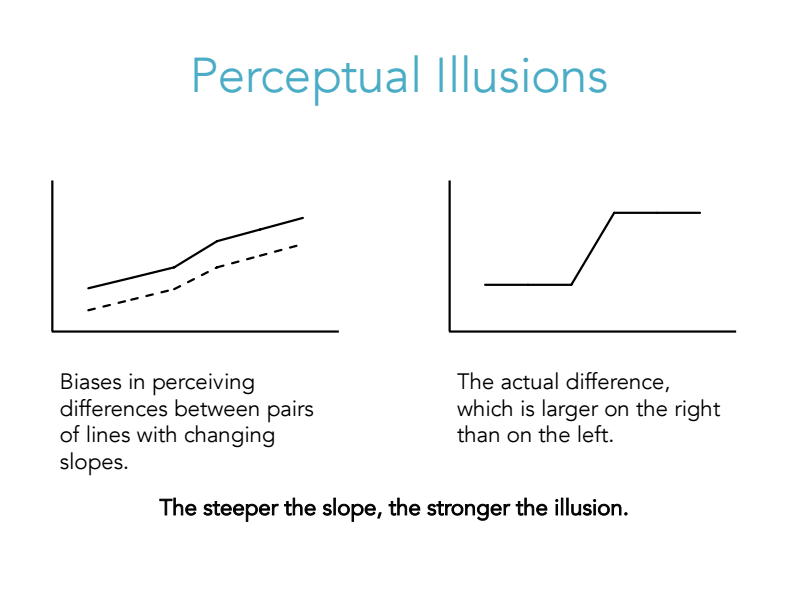 Perceptual Illusions
Biases in perceiving
differences between pairs
of lines with changing
slopes.
The actual difference,
which is larger on the right
than on the left.
The steeper the slope, the stronger the illusion.